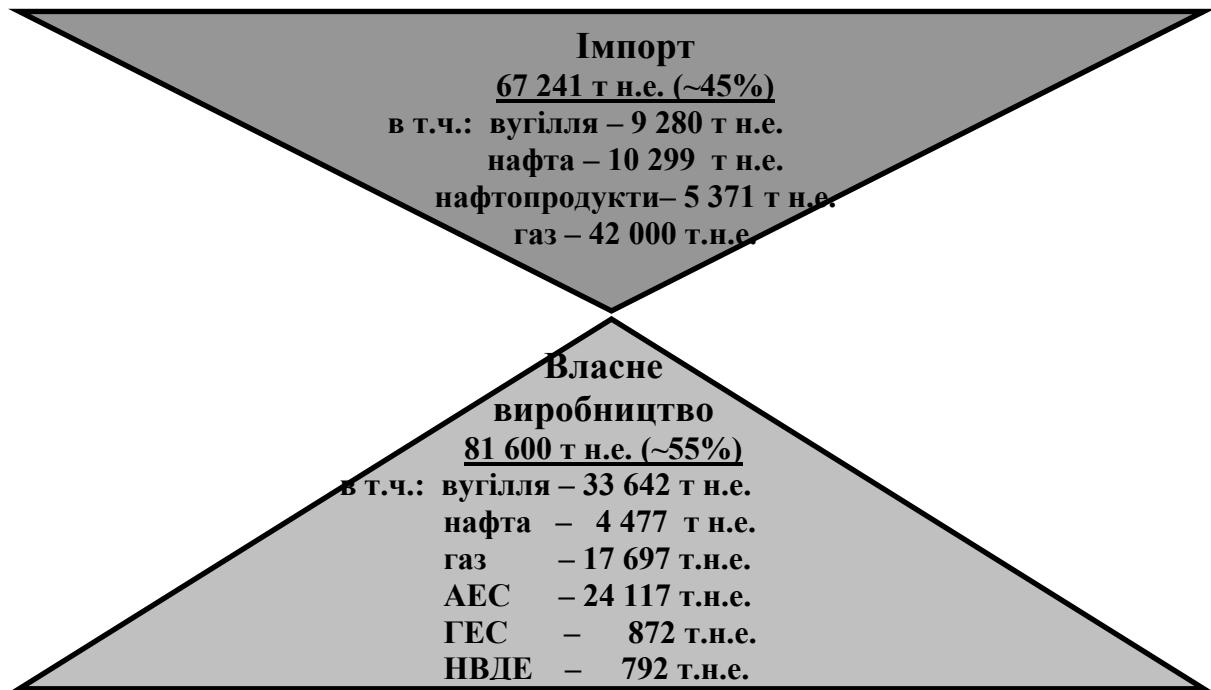 Імпорт
67 241 т н.е. (~45%)
в т.ч.: вугілля – 9 280 т н.е.
нафта – 10 299 т н.е.
нафтопродукти– 5 371 т н.е.
газ – 42 000 т.н.е.
Власне
виробництво
81 600 т н.е. (~55%)
в т.ч.: вугілля – 33 642 т н.е.
нафта – 4 477 т н.е.
газ – 17 697 т.н.е.
АЕС – 24 117 т.н.е.
ГЕС – 872 т.н.е.
НВДЕ – 792 т.н.е.